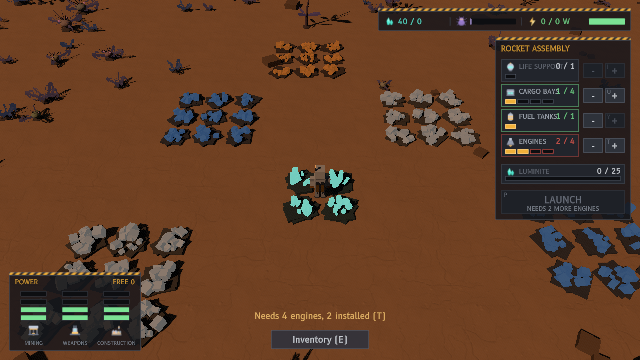 40 / 0
0 / 0 W
ROCKET ASSEMBLY
LIFE SUPPO 0 / 1
- +
CARGO BAYS 1 / 4
- +
FUEL TANKS 1 / 1
- +
ENGINES 2 / 4
- +
LUMINITE 0 / 25
P
LAUNCH
NEEDS 2 MORE ENGINES
POWER FREE 0
MINING WEAPONS CONSTRUCTION
Needs 4 engines, 2 installed [T]
Inventory [E]